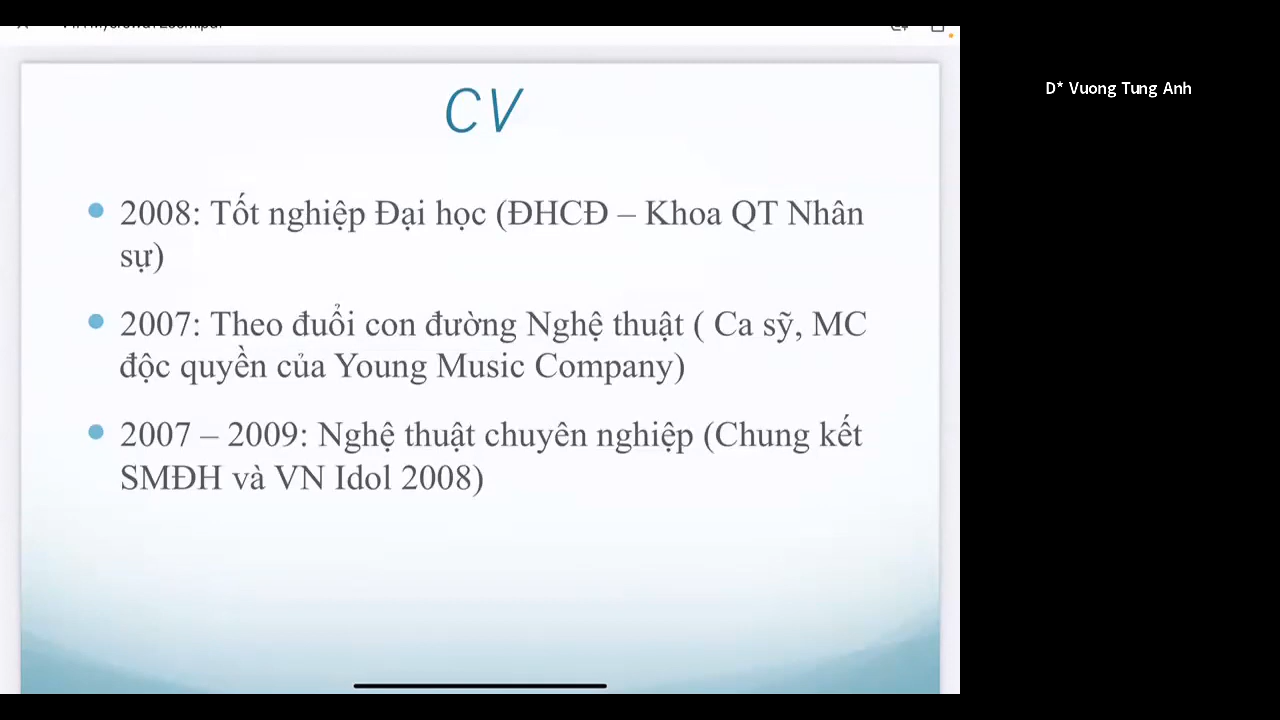 CV
2008: Tốt nghiệp Đại học (ĐHCĐ – Khoa QT Nhân
sự)
2007: Theo đuổi con đường Nghệ thuật ( Ca sỹ, MC
độc quyền của Young Music Company)
2007 – 2009: Nghệ thuật chuyên nghiệp (Chung kết
SMĐH và VN Idol 2008)
D* Vuong Tung Anh